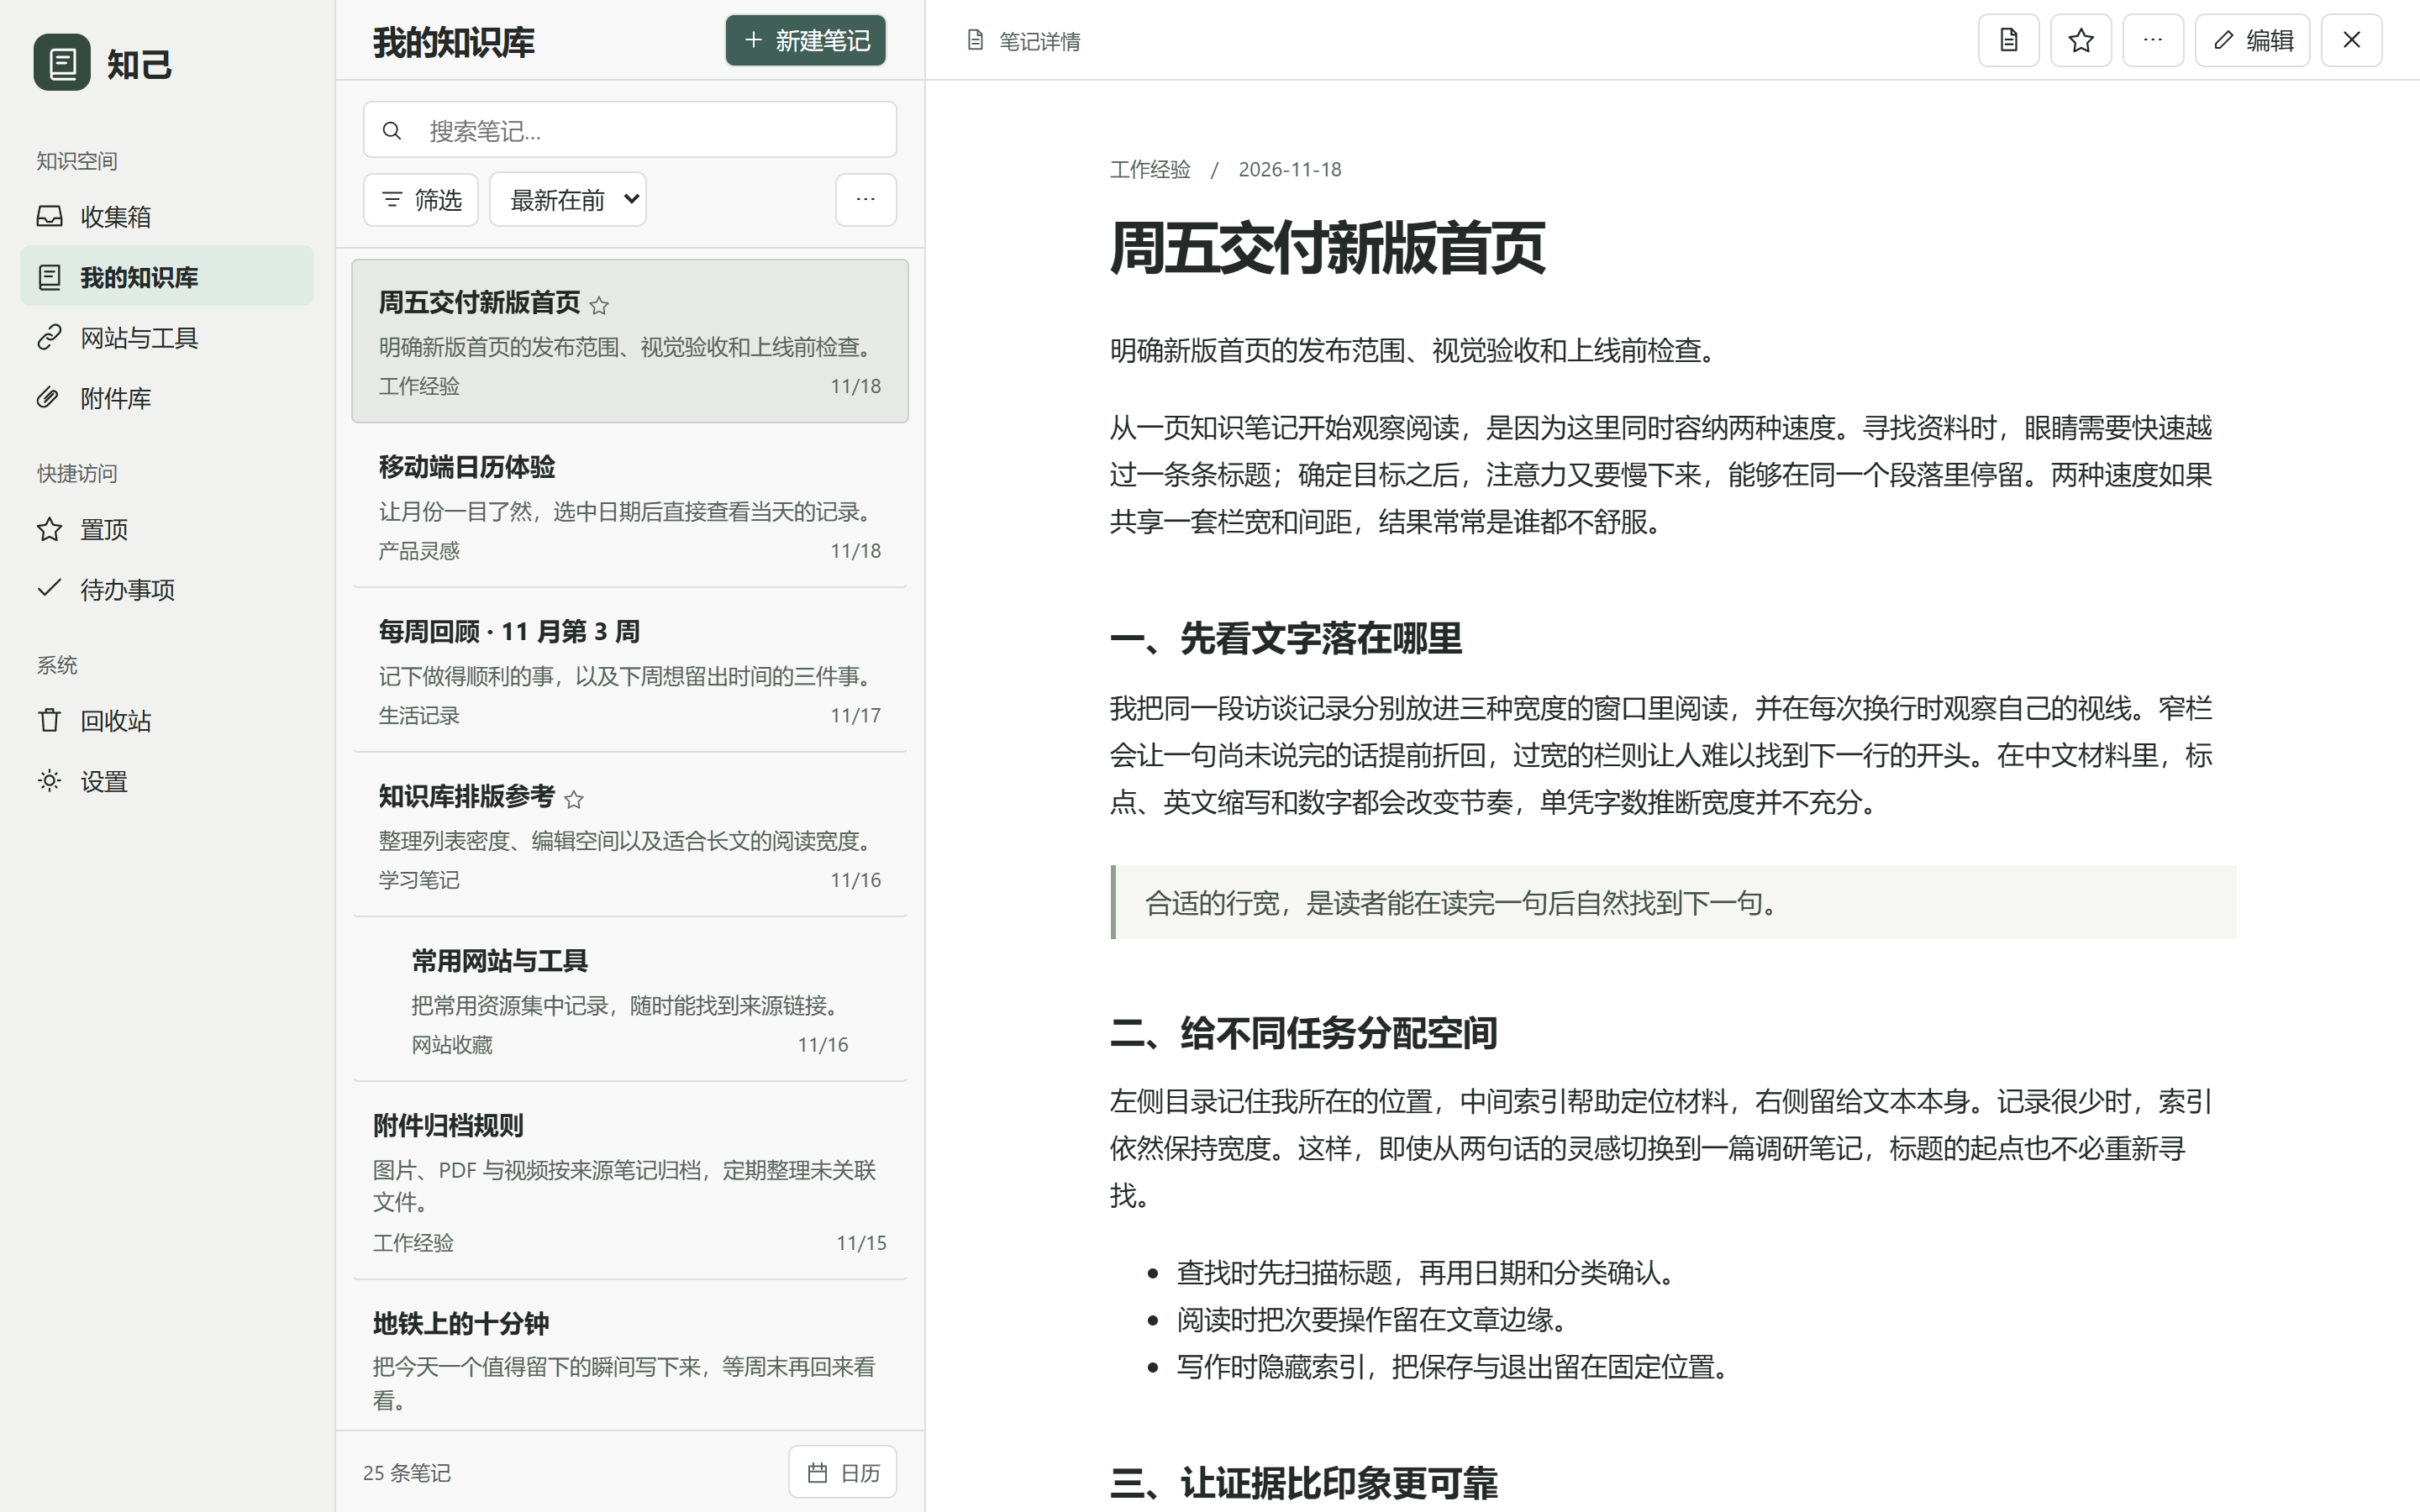 知己
知识空间
收集箱
我的知识库
网站与工具
附件库
快捷访问
置顶
待办事项
系统
回收站
设置
我的知识库
新建笔记
搜索笔记...
筛选
最新在前
周五交付新版首页
明确新版首页的发布范围、视觉验收和上线前检查。
工作经验 11/18
移动端日历体验
让月份一目了然，选中日期后直接查看当天的记录。
产品灵感 11/18
每周回顾 · 11 月第 3 周
记下做得顺利的事，以及下周想留出时间的三件事。
生活记录 11/17
知识库排版参考
整理列表密度、编辑空间以及适合长文的阅读宽度。
学习笔记 11/16
常用网站与工具
把常用资源集中记录，随时能找到来源链接。
网站收藏 11/16
附件归档规则
图片、PDF 与视频按来源笔记归档，定期整理未关联
文件。
工作经验 11/15
地铁上的十分钟
把今天一个值得留下的瞬间写下来，等周末再回来看
看。
25 条笔记
日历
笔记详情
编辑
工作经验 / 2026-11-18
周五交付新版首页
明确新版首页的发布范围、视觉验收和上线前检查。
从一页知识笔记开始观察阅读，是因为这里同时容纳两种速度。寻找资料时，眼睛需要快速越
过一条条标题；确定目标之后，注意力又要慢下来，能够在同一个段落里停留。两种速度如果
共享一套栏宽和间距，结果常常是谁都不舒服。
一、先看文字落在哪里
我把同一段访谈记录分别放进三种宽度的窗口里阅读，并在每次换行时观察自己的视线。窄栏
会让一句尚未说完的话提前折回，过宽的栏则让人难以找到下一行的开头。在中文材料里，标
点、英文缩写和数字都会改变节奏，单凭字数推断宽度并不充分。
合适的行宽，是读者能在读完一句后自然找到下一句。
二、给不同任务分配空间
左侧目录记住我所在的位置，中间索引帮助定位材料，右侧留给文本本身。记录很少时，索引
依然保持宽度。这样，即使从两句话的灵感切换到一篇调研笔记，标题的起点也不必重新寻
找。
查找时先扫描标题，再用日期和分类确认。
阅读时把次要操作留在文章边缘。
写作时隐藏索引，把保存与退出留在固定位置。
三、让证据比印象更可靠